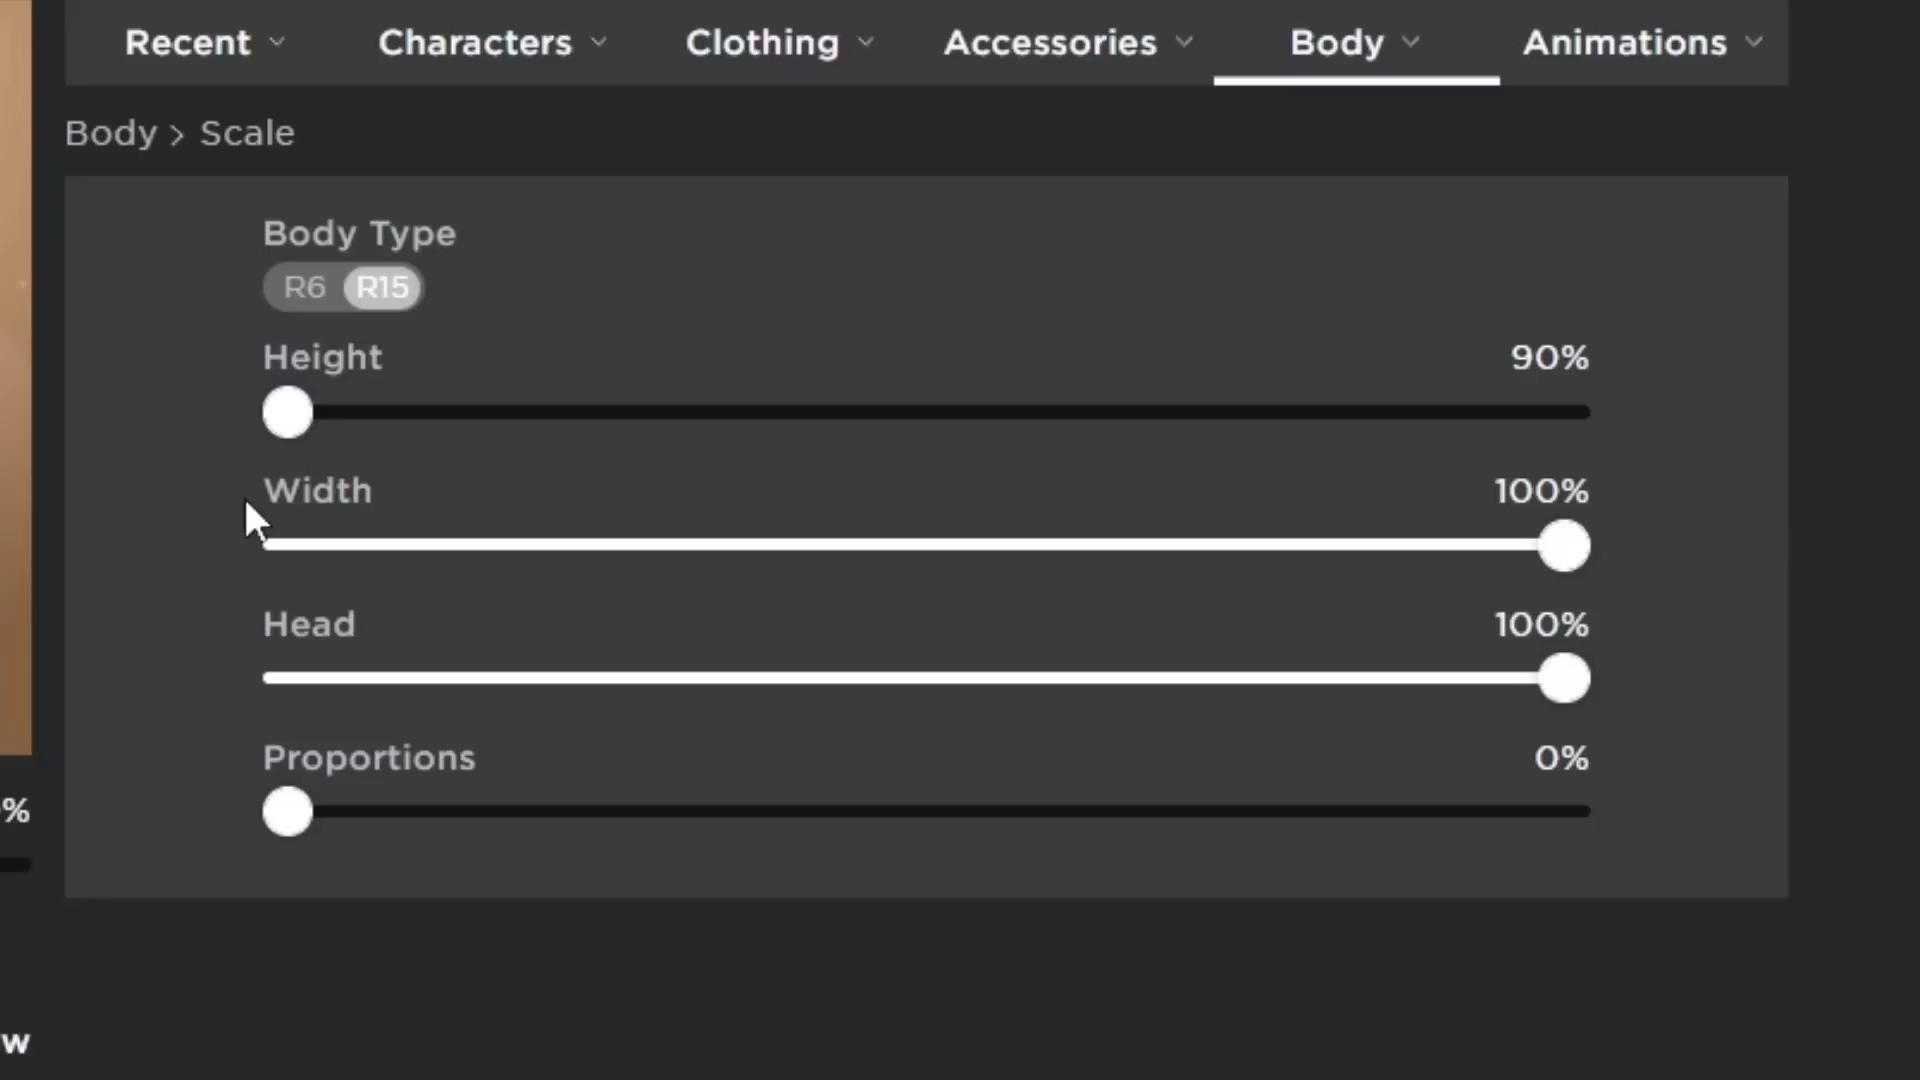 Recent Characters Clothing Accessories Body Animations
Body > Scale
Body Type
R6 R15
Height 90%
Width 100%
Head 100%
Proportions 0%
%
w